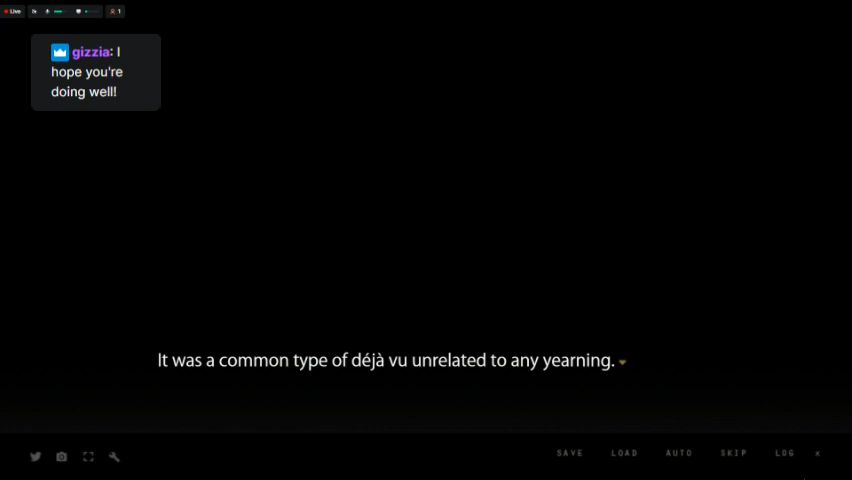 Live
1
gizzia: I
hope you're
doing well!
It was a common type of déjà vu unrelated to any yearning.
SAVE LOAD AUTO SKIP LOG ×